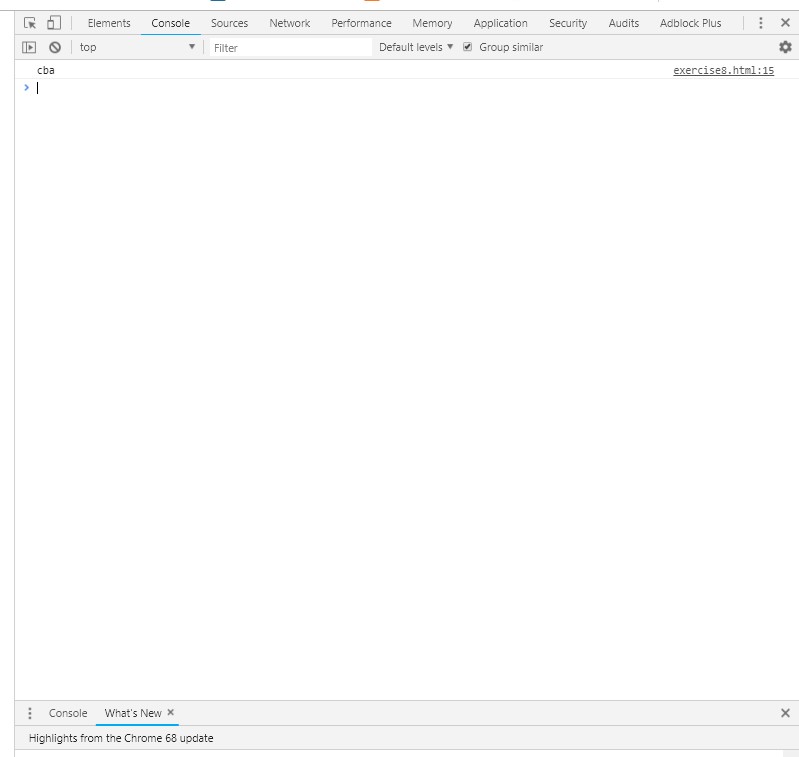 Elements Console Sources Network Performance Memory Application Security Audits Adblock Plus
top Filter Default levels Group similar
cba exercise8.html:15
Console What's New
Highlights from the Chrome 68 update